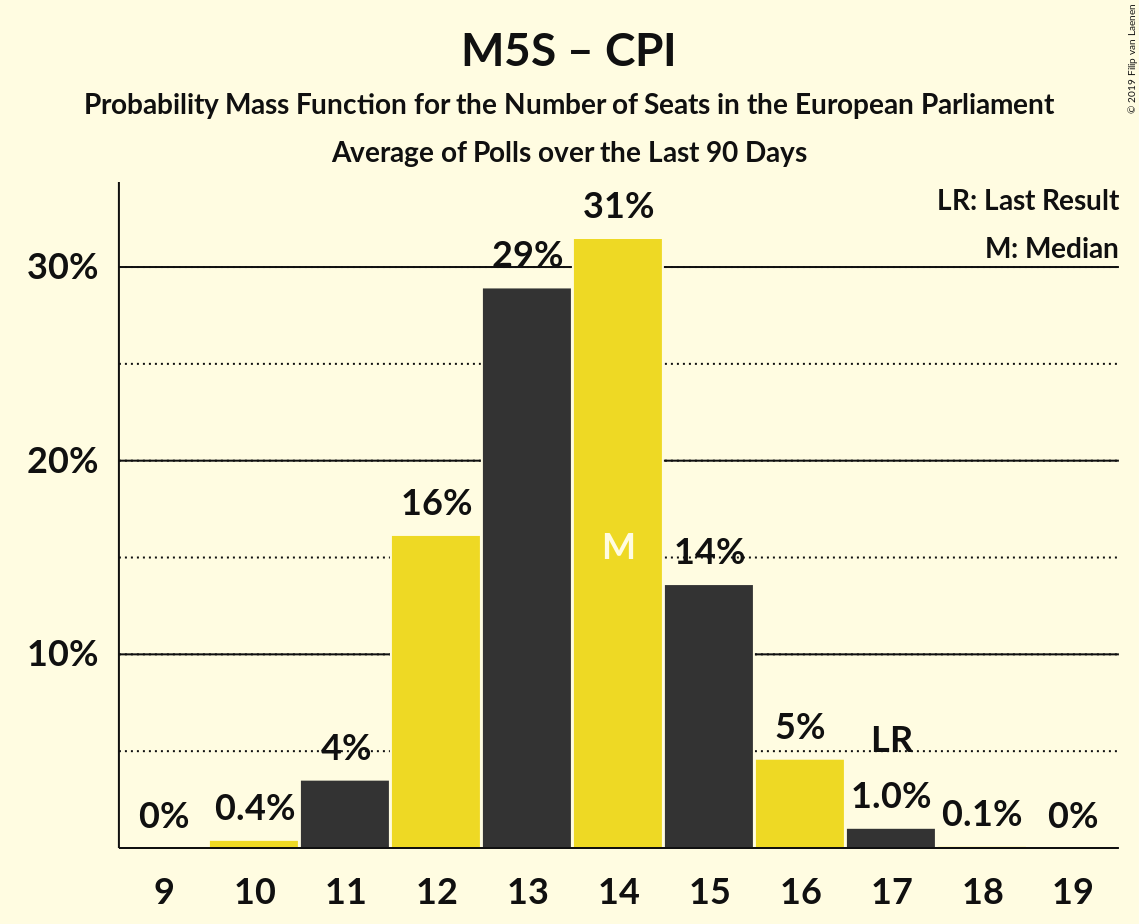 M5S – CPI
Probability Mass Function for the Number of Seats in the European Parliament
Average of Polls over the Last 90 Days
© 2019 Filip van Laenen
LR: Last Result
M: Median
30%
20%
10%
0%
0.4%
4%
16%
29%
31%
M
14%
5%
LR
1.0%
0.1%
0%
9 10 11 12 13 14 15 16 17 18 19